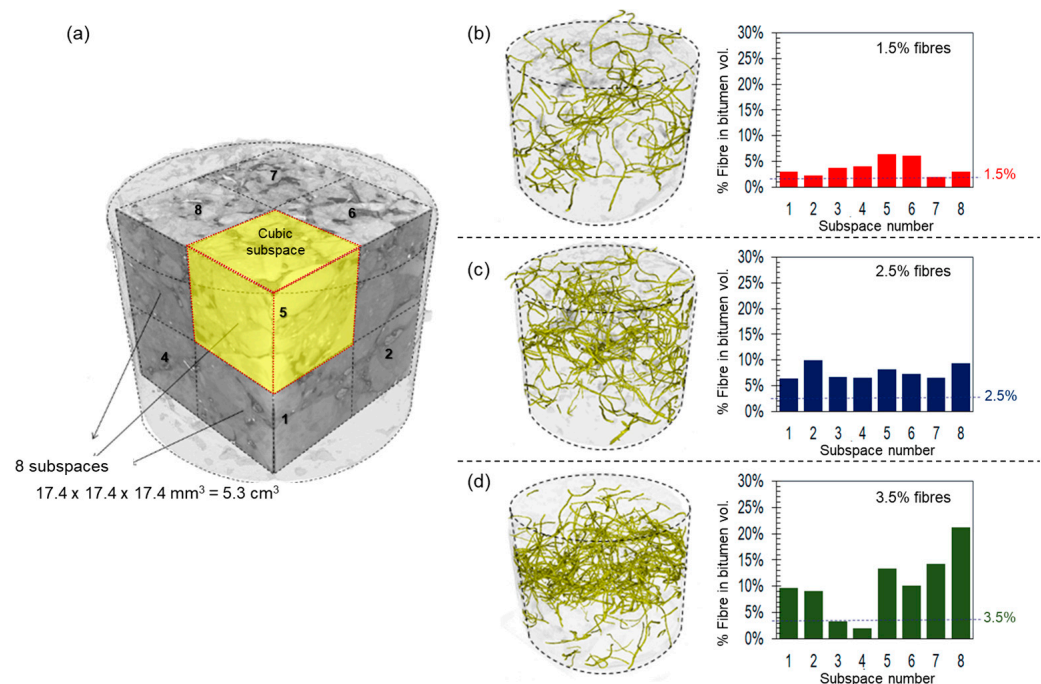 (a)
7
8
6
Cubic
subspace
5
4
2
1
8 subspaces
17.4 x 17.4 x 17.4 mm³ = 5.3 cm³
(b)
% Fibre in bitumen vol.
30%
25%
20%
15%
10%
5%
0%
1.5% fibres
1.5%
1 2 3 4 5 6 7 8
Subspace number
(c)
% Fibre in bitumen vol.
30%
25%
20%
15%
10%
5%
0%
2.5% fibres
2.5%
1 2 3 4 5 6 7 8
Subspace number
(d)
% Fibre in bitumen vol.
30%
25%
20%
15%
10%
5%
0%
3.5% fibres
3.5%
1 2 3 4 5 6 7 8
Subspace number